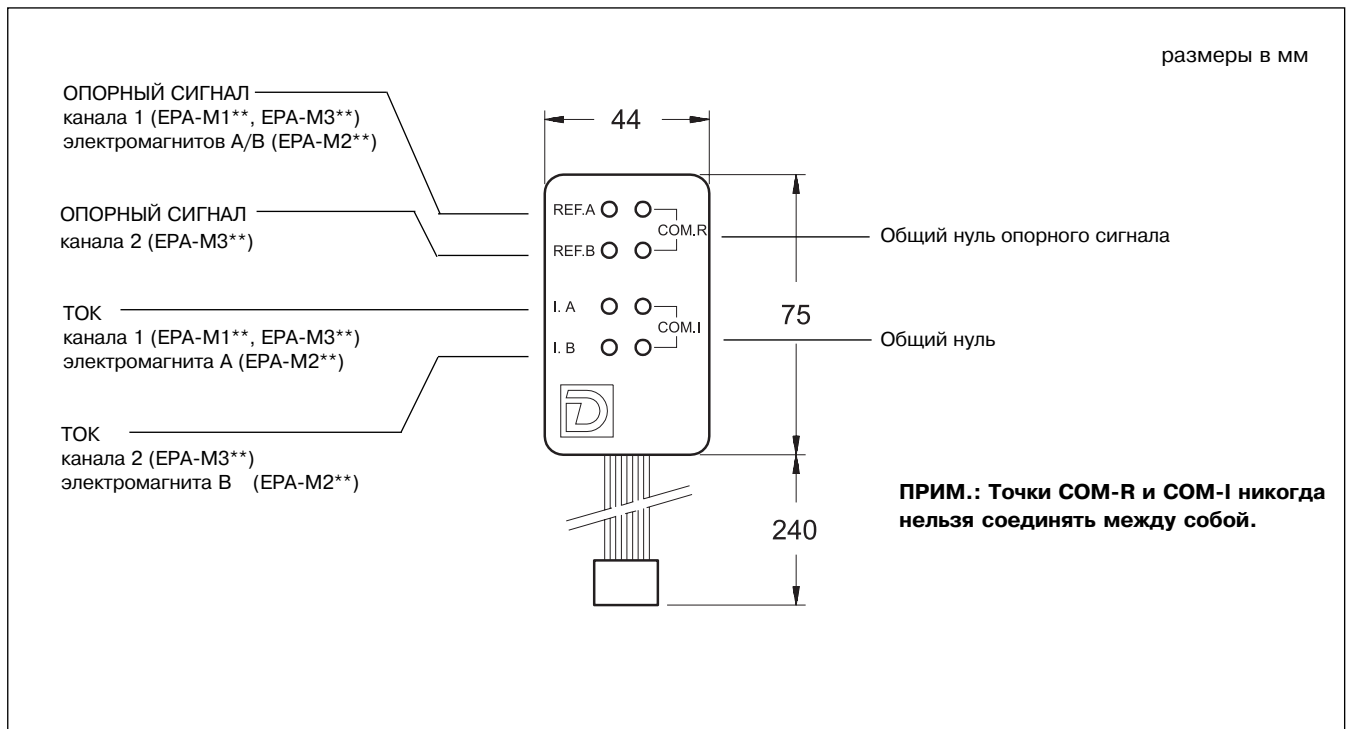 размеры в мм
ОПОРНЫЙ СИГНАЛ
канала 1 (EPA-M1**, EPA-M3**)
электромагнитов A/B (EPA-M2**)
44
ОПОРНЫЙ СИГНАЛ
канала 2 (EPA-M3**)
REF.A
COM.R
REF.B
Общий нуль опорного сигнала
ТОК
канала 1 (EPA-M1**, EPA-M3**)
электромагнита A (EPA-M2**)
I. A
COM.I
I. B
75
Общий нуль
ТОК
канала 2 (EPA-M3**)
электромагнита B (EPA-M2**)
D
240
ПРИМ.: Точки COM-R и COM-I никогда
нельзя соединять между собой.